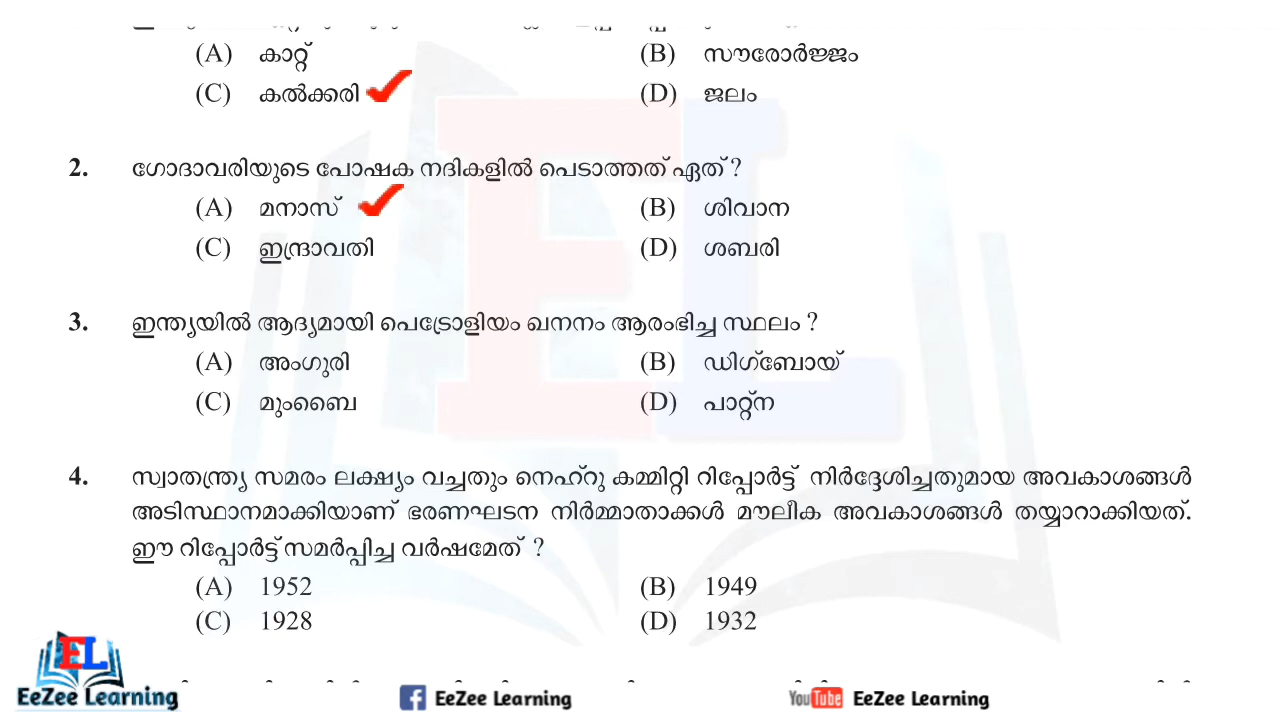 (A) കാറ്റ് (B) സൗരോർജ്ജം
(C) കൽക്കരി (D) ജലം
2. ഗോദാവരിയുടെ പോഷക നദികളിൽ പെടാത്തത് ഏത് ?
(A) മനാസ് (B) ശിവാന
(C) ഇന്ദ്രാവതി (D) ശബരി
3. ഇന്ത്യയിൽ ആദ്യമായി പെട്രോളിയം ഖനനം ആരംഭിച്ച സ്ഥലം ?
(A) അംഗുരി (B) ഡിഗ്ബോയ്
(C) മുംബൈ (D) പാറ്റ്ന
4. സ്വാതന്ത്ര്യ സമരം ലക്ഷ്യം വച്ചതും നെഹ്റു കമ്മിറ്റി റിപ്പോർട്ട് നിർദ്ദേശിച്ചതുമായ അവകാശങ്ങൾ
അടിസ്ഥാനമാക്കിയാണ് ഭരണഘടന നിർമ്മാതാക്കൾ മൗലീക അവകാശങ്ങൾ തയ്യാറാക്കിയത്.
ഈ റിപ്പോർട്ട് സമർപ്പിച്ച വർഷമേത് ?
(A) 1952 (B) 1949
(C) 1928 (D) 1932
EL
EeZee Learning
EeZee Learning
YouTube EeZee Learning